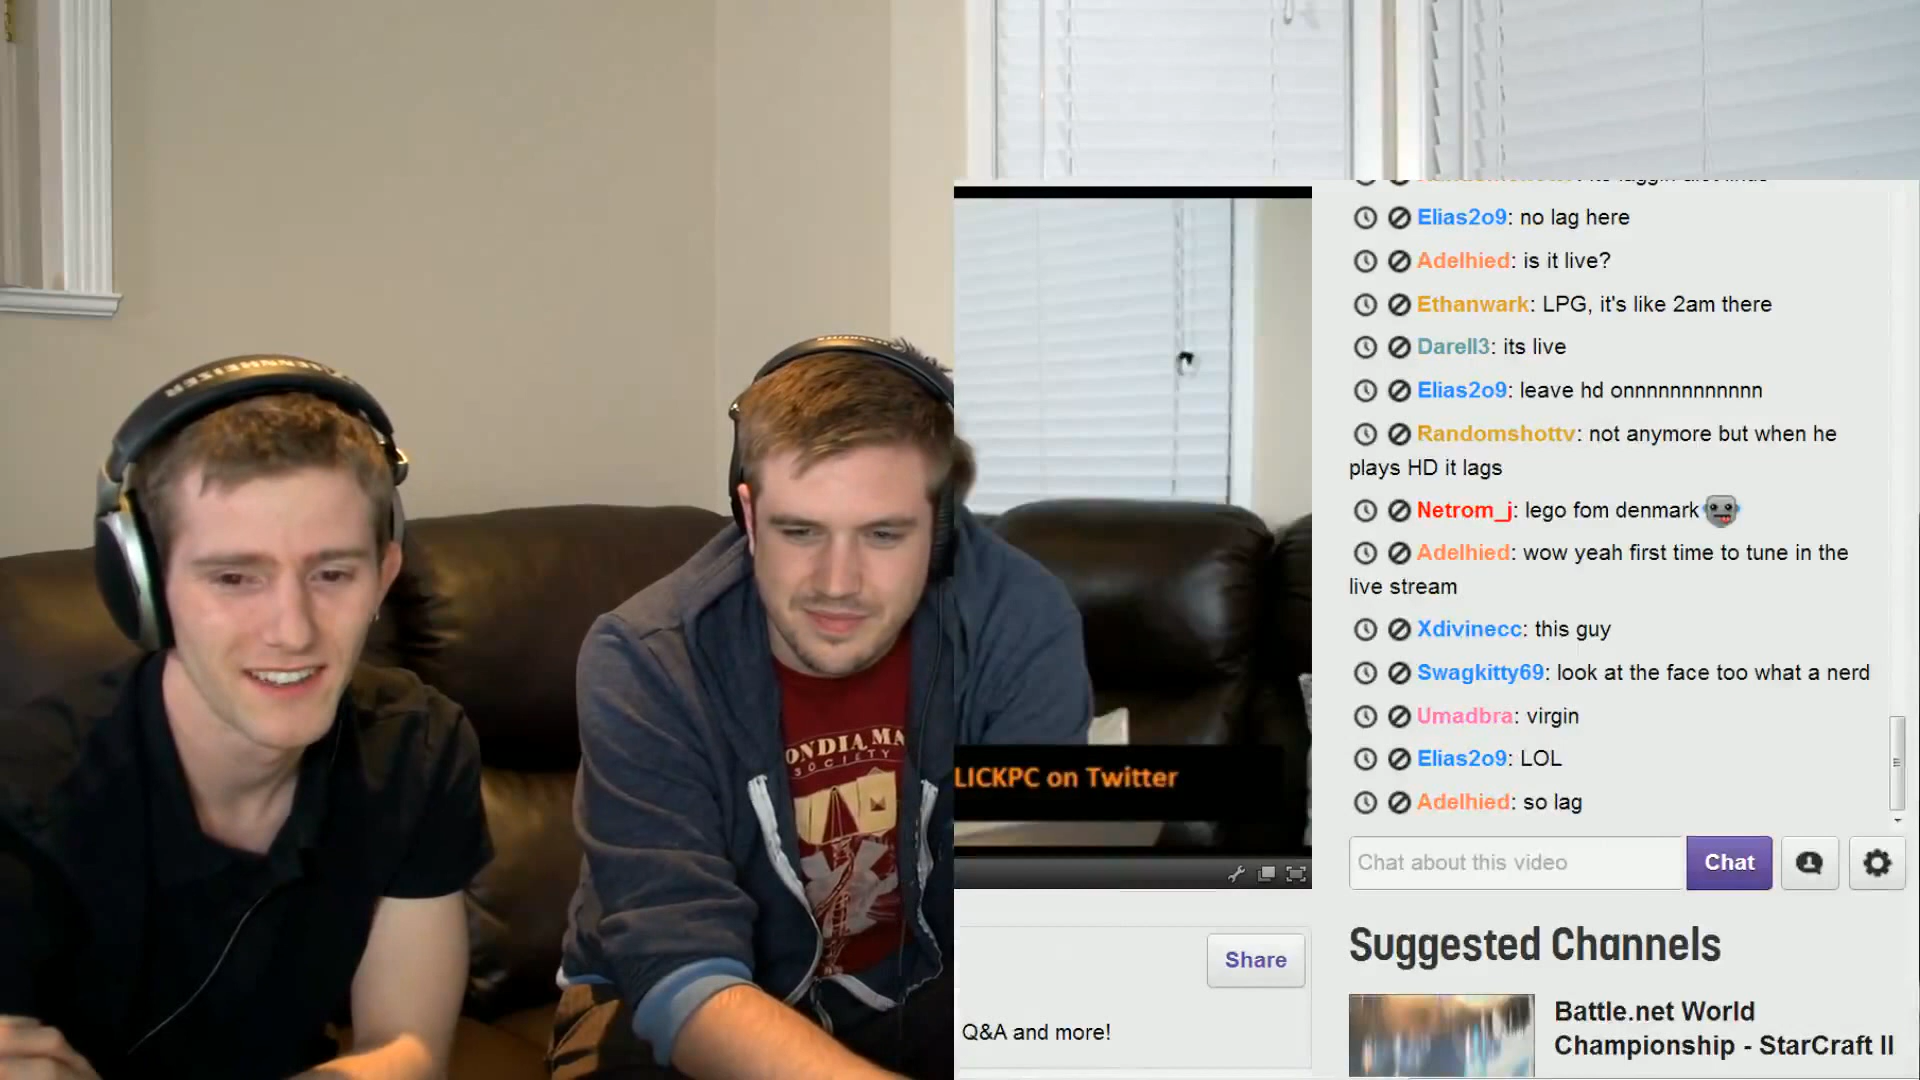 SENNHEISER
ONDIA MA
SOCIETY
LICKPC on Twitter
Share
Q&A and more!
Elias2o9: no lag here
Adelhied: is it live?
Ethanwark: LPG, it's like 2am there
Darell3: its live
Elias2o9: leave hd onnnnnnnnnnn
Randomshottv: not anymore but when he
plays HD it lags
Netrom_j: lego fom denmark
Adelhied: wow yeah first time to tune in the
live stream
Xdivinecc: this guy
Swagkitty69: look at the face too what a nerd
Umadbra: virgin
Elias2o9: LOL
Adelhied: so lag
Chat about this video
Chat
Suggested Channels
Battle.net World
Championship - StarCraft II